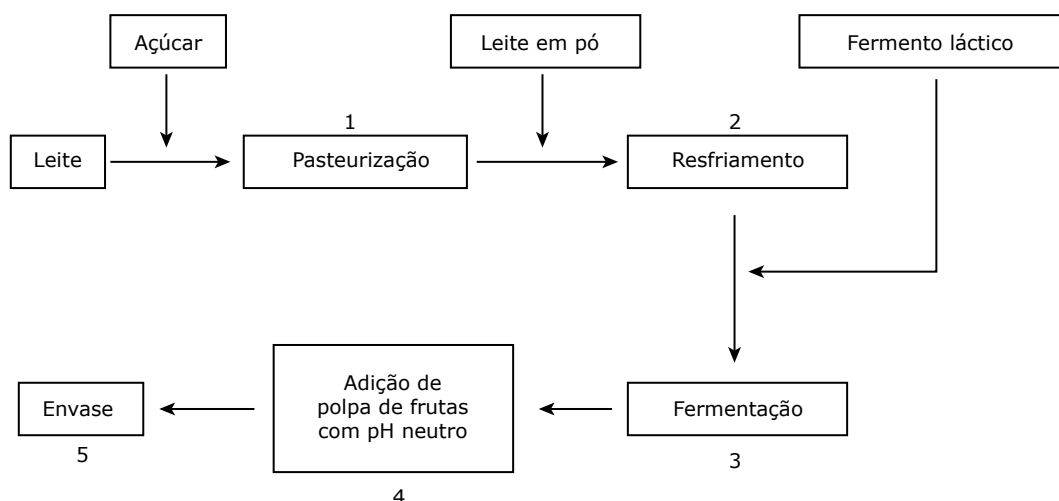 Açúcar
Leite em pó
Fermento láctico
1
2
Leite
Pasteurização
Resfriamento
Adição de
polpa de frutas
com pH neutro
Envase
Fermentação
5
3
4